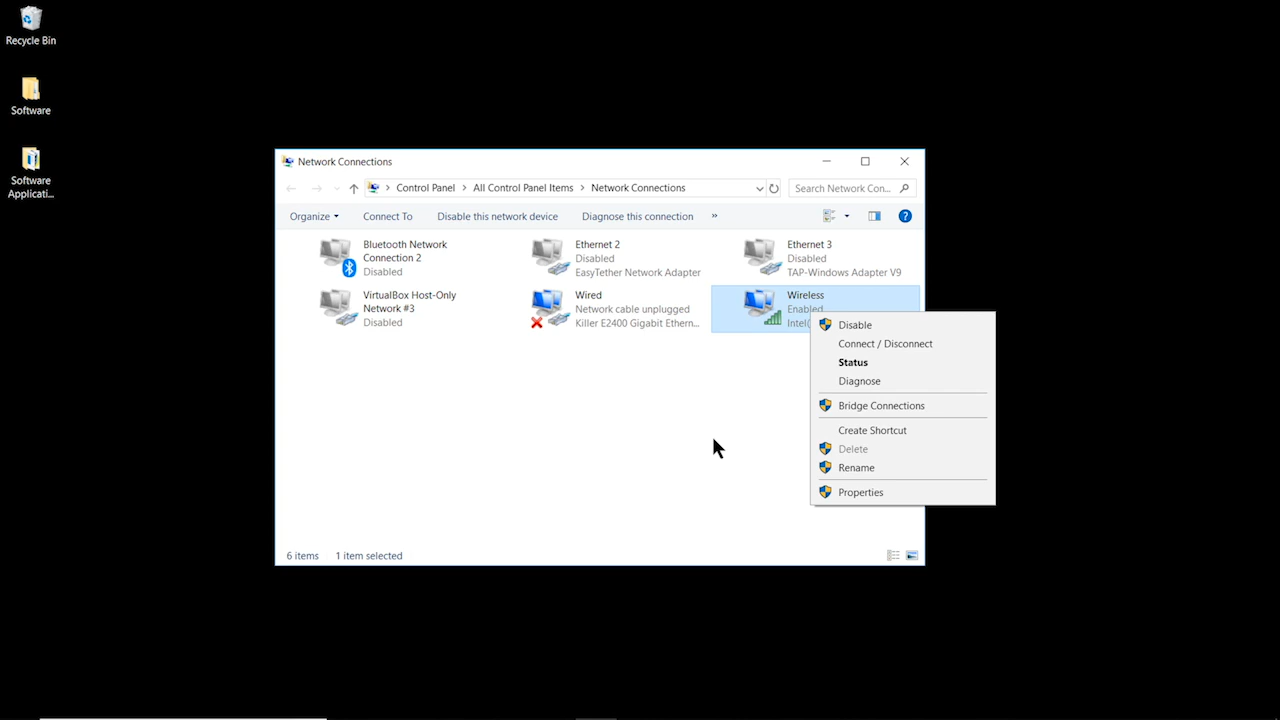 Recycle Bin
Software
Software
Applicati...
Network Connections
Control Panel
All Control Panel Items
Network Connections
Search Network Con...
Organize
Connect To
Disable this network device
Diagnose this connection
»
Bluetooth Network
Connection 2
Disabled
Ethernet 2
Disabled
EasyTether Network Adapter
Ethernet 3
Disabled
TAP-Windows Adapter V9
VirtualBox Host-Only
Network #3
Disabled
Wired
Network cable unplugged
Killer E2400 Gigabit Ethern...
Wireless
Enabled
Intel(
Disable
Connect / Disconnect
Status
Diagnose
Bridge Connections
Create Shortcut
Delete
Rename
Properties
6 items
1 item selected